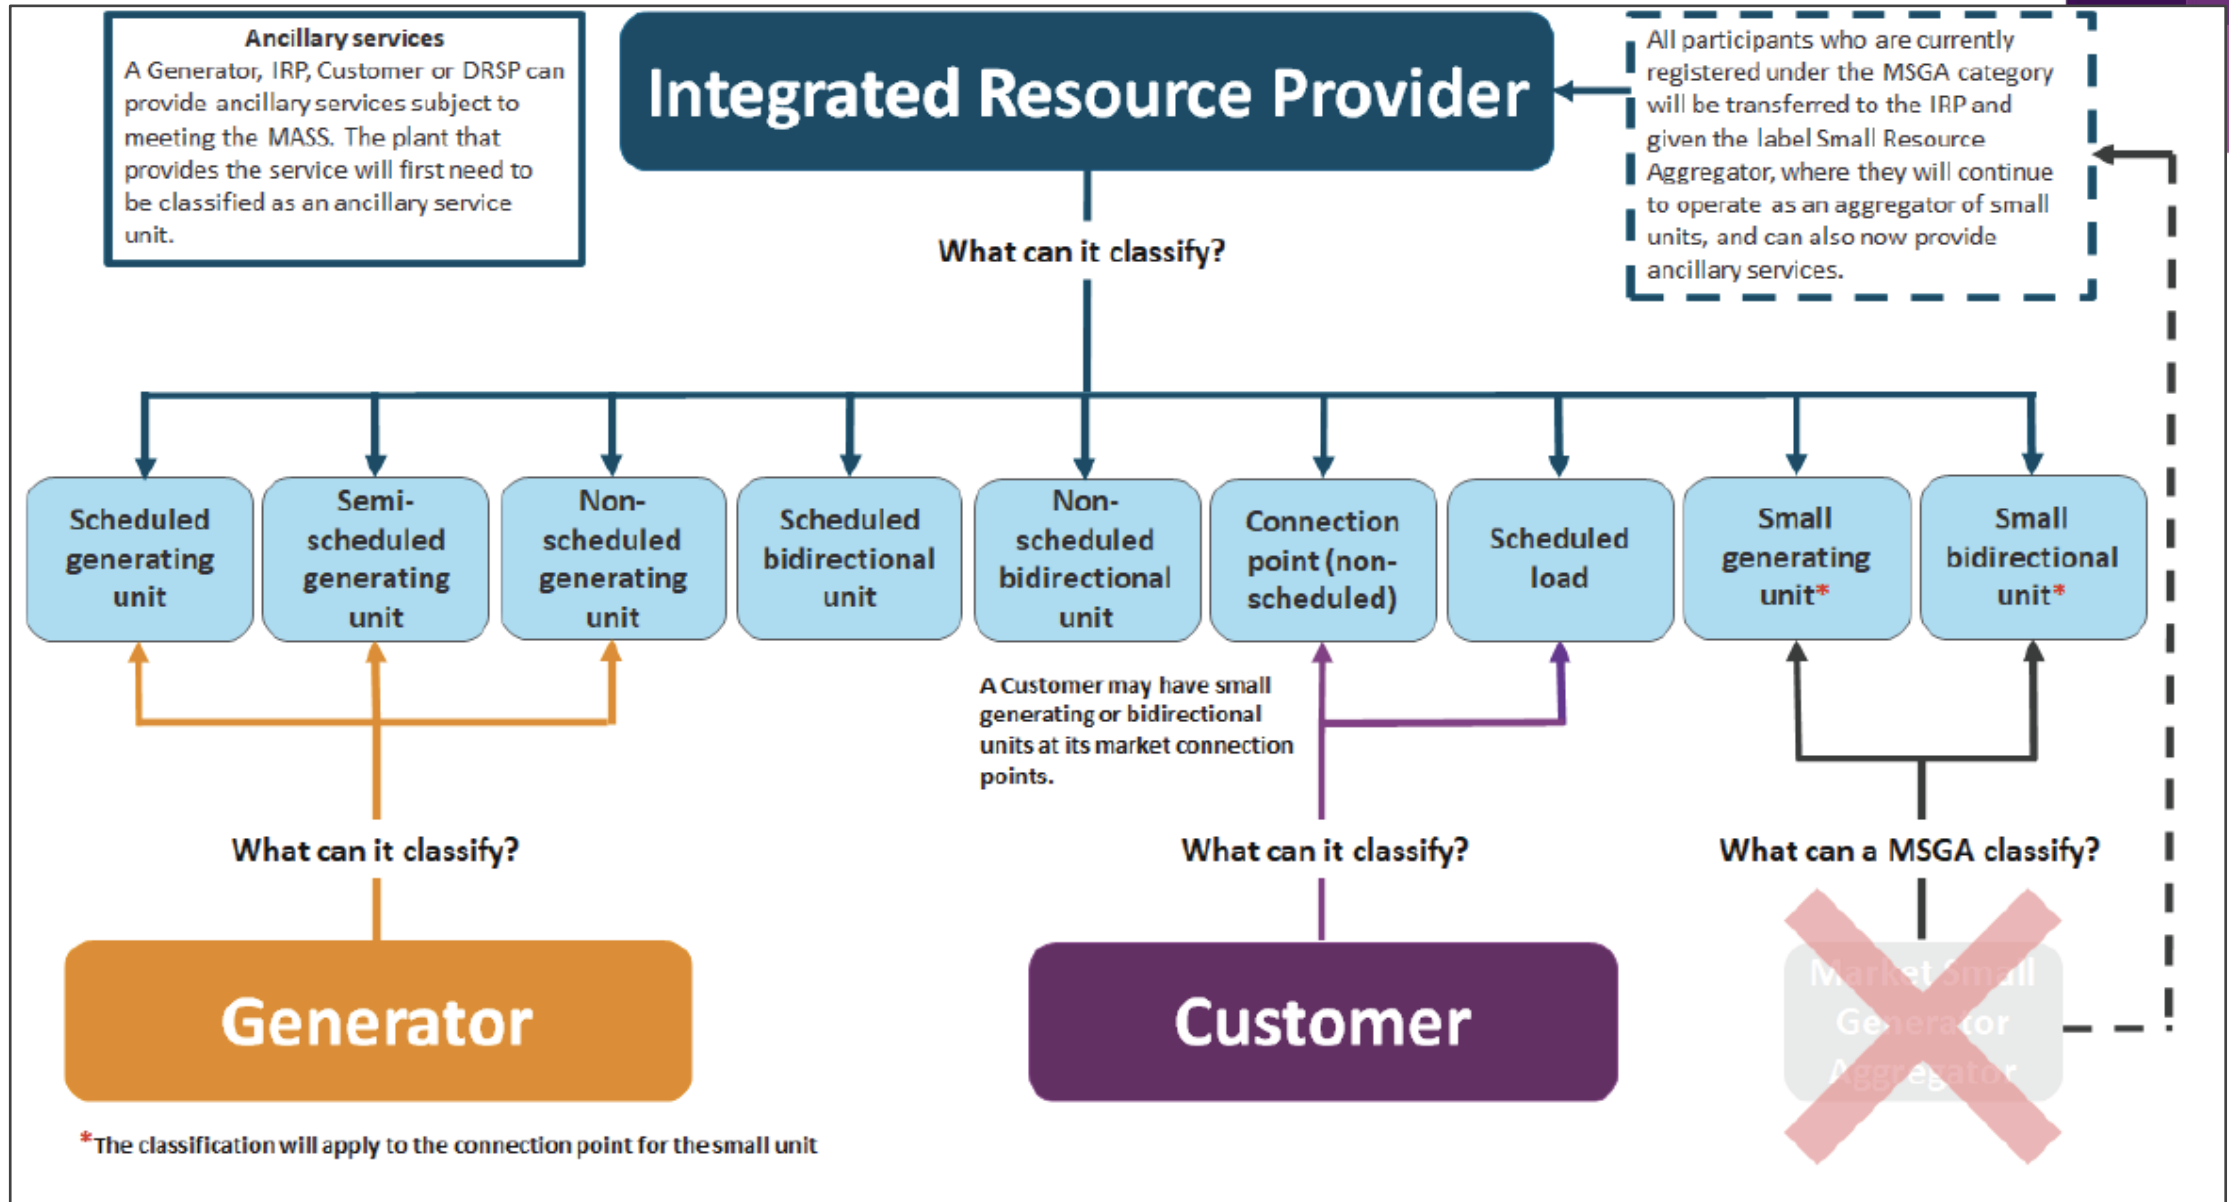 Ancillary services
A Generator, IRP, Customer or DRSP can
provide ancillary services subject to
meeting the MASS. The plant that
provides the service will first need to
be classified as an ancillary service
unit.
Integrated Resource Provider
All participants who are currently
registered under the MSGA category
will be transferred to the IRP and
given the label Small Resource
Aggregator, where they will continue
to operate as an aggregator of small
units, and can also now provide
ancillary services.
What can it classify?
Scheduled
generating
unit
Semi-
scheduled
generating
unit
Non-
scheduled
generating
unit
Scheduled
bidirectional
unit
Non-
scheduled
bidirectional
unit
Connection
point (non-
scheduled)
Scheduled
load
Small
generating
unit*
Small
bidirectional
unit*
A Customer may have small
generating or bidirectional
units at its market connection
points.
What can it classify?
What can it classify?
What can a MSGA classify?
Generator
Customer
Market Small
Generator
Aggregator
*The classification will apply to the connection point for the small unit